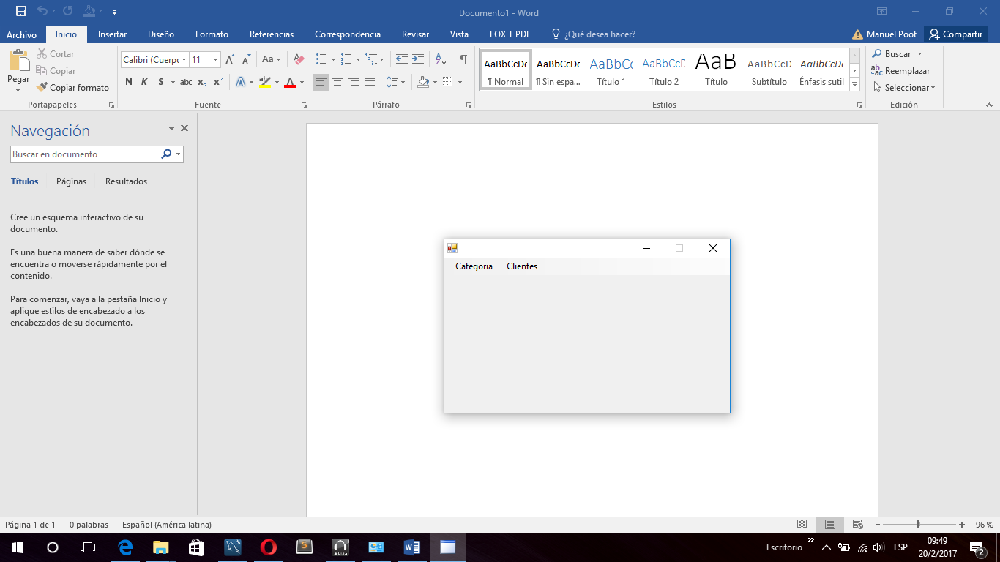 Documento1 - Word
Archivo Inicio Insertar Diseño Formato Referencias Correspondencia Revisar Vista FOXIT PDF ¿Qué desea hacer? Manuel Poot Compartir
Pegar
Cortar
Copiar
Copiar formato
Portapapeles
Calibri (Cuerpo 11
Aa
N K S abc x₂ x²
Fuente
Párrafo
AaBbCcDc AaBbCcDc AaBbCc AaBbCcD AaB AaBbCcD AaBbCcDc
¶ Normal ¶ Sin espa... Título 1 Título 2 Título Subtítulo Énfasis sutil
Estilos
Buscar
Reemplazar
Seleccionar
Edición
Navegación
Buscar en documento
Títulos Páginas Resultados
Cree un esquema interactivo de su
documento.
Es una buena manera de saber dónde se
encuentra o moverse rápidamente por el
contenido.
Para comenzar, vaya a la pestaña Inicio y
aplique estilos de encabezado a los
encabezados de su documento.
Categoria Clientes
Página 1 de 1 0 palabras Español (América latina) 96 %
Escritorio ESP 09:49
20/2/2017 2